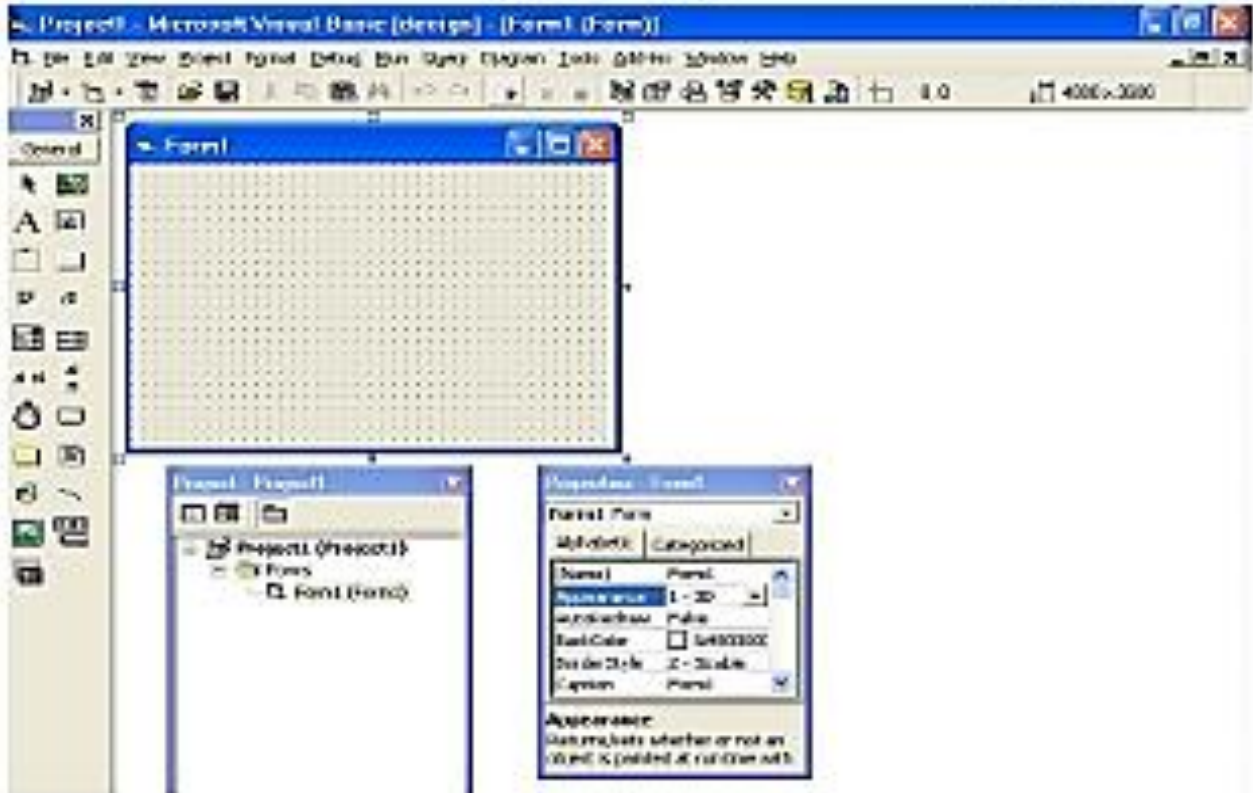 Project1 - Microsoft Visual Basic [design] - [Form1 (Form)]
File Edit View Project Format Debug Run Query Diagram Tools Add-Ins Window Help
0,0
General
Form1
Project - Project1
Project1 (Project1)
Forms
Form1 (Form1)
Properties - Form1
Form1 Form
Alphabetic Categorized
(Name) Form1
Appearance 1 - 3D
AutoRedraw False
BackColor
BorderStyle 2 - Sizable
Caption Form1
Appearance
Returns/sets whether or not an
object is painted at run time with